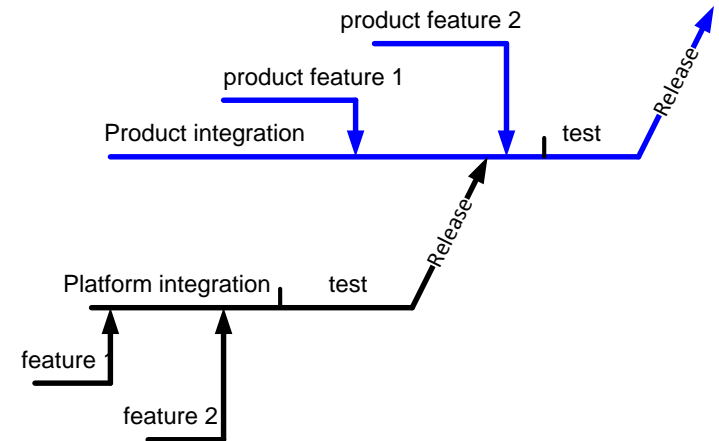 product feature 2
product feature 1
Release
Product integration
test
Release
Platform integration
test
feature 1
feature 2